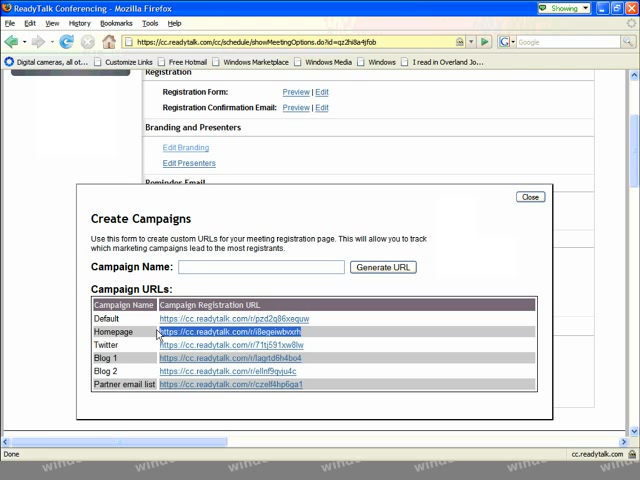 ReadyTalk Conferencing - Mozilla Firefox
Showing
File Edit View History Bookmarks Tools Help
https://cc.readytalk.com/cc/schedule/showMeetingOptions.do?id=qz2hi8a4jfob
Google
Digital cameras, all ot... Customize Links Free Hotmail Windows Marketplace Windows Media Windows I read in Overland Jo...
Registration
Registration Form: Preview | Edit
Registration Confirmation Email: Preview | Edit
Branding and Presenters
Edit Branding
Edit Presenters
Reminder Email
Close
Create Campaigns
Use this form to create custom URLs for your meeting registration page. This will allow you to track
which marketing campaigns lead to the most registrants.
Campaign Name: Generate URL
Campaign URLs:
Campaign Name Campaign Registration URL
Default https://cc.readytalk.com/r/pzd2q86xequw
Homepage https://cc.readytalk.com/r/i8egeiwbvxrh
Twitter https://cc.readytalk.com/r/71tj591xw8lw
Blog 1 https://cc.readytalk.com/r/lagitd6h4bo4
Blog 2 https://cc.readytalk.com/r/ellnf9qvju4c
Partner email list https://cc.readytalk.com/r/czelf4hp6ga1
Done cc.readytalk.com